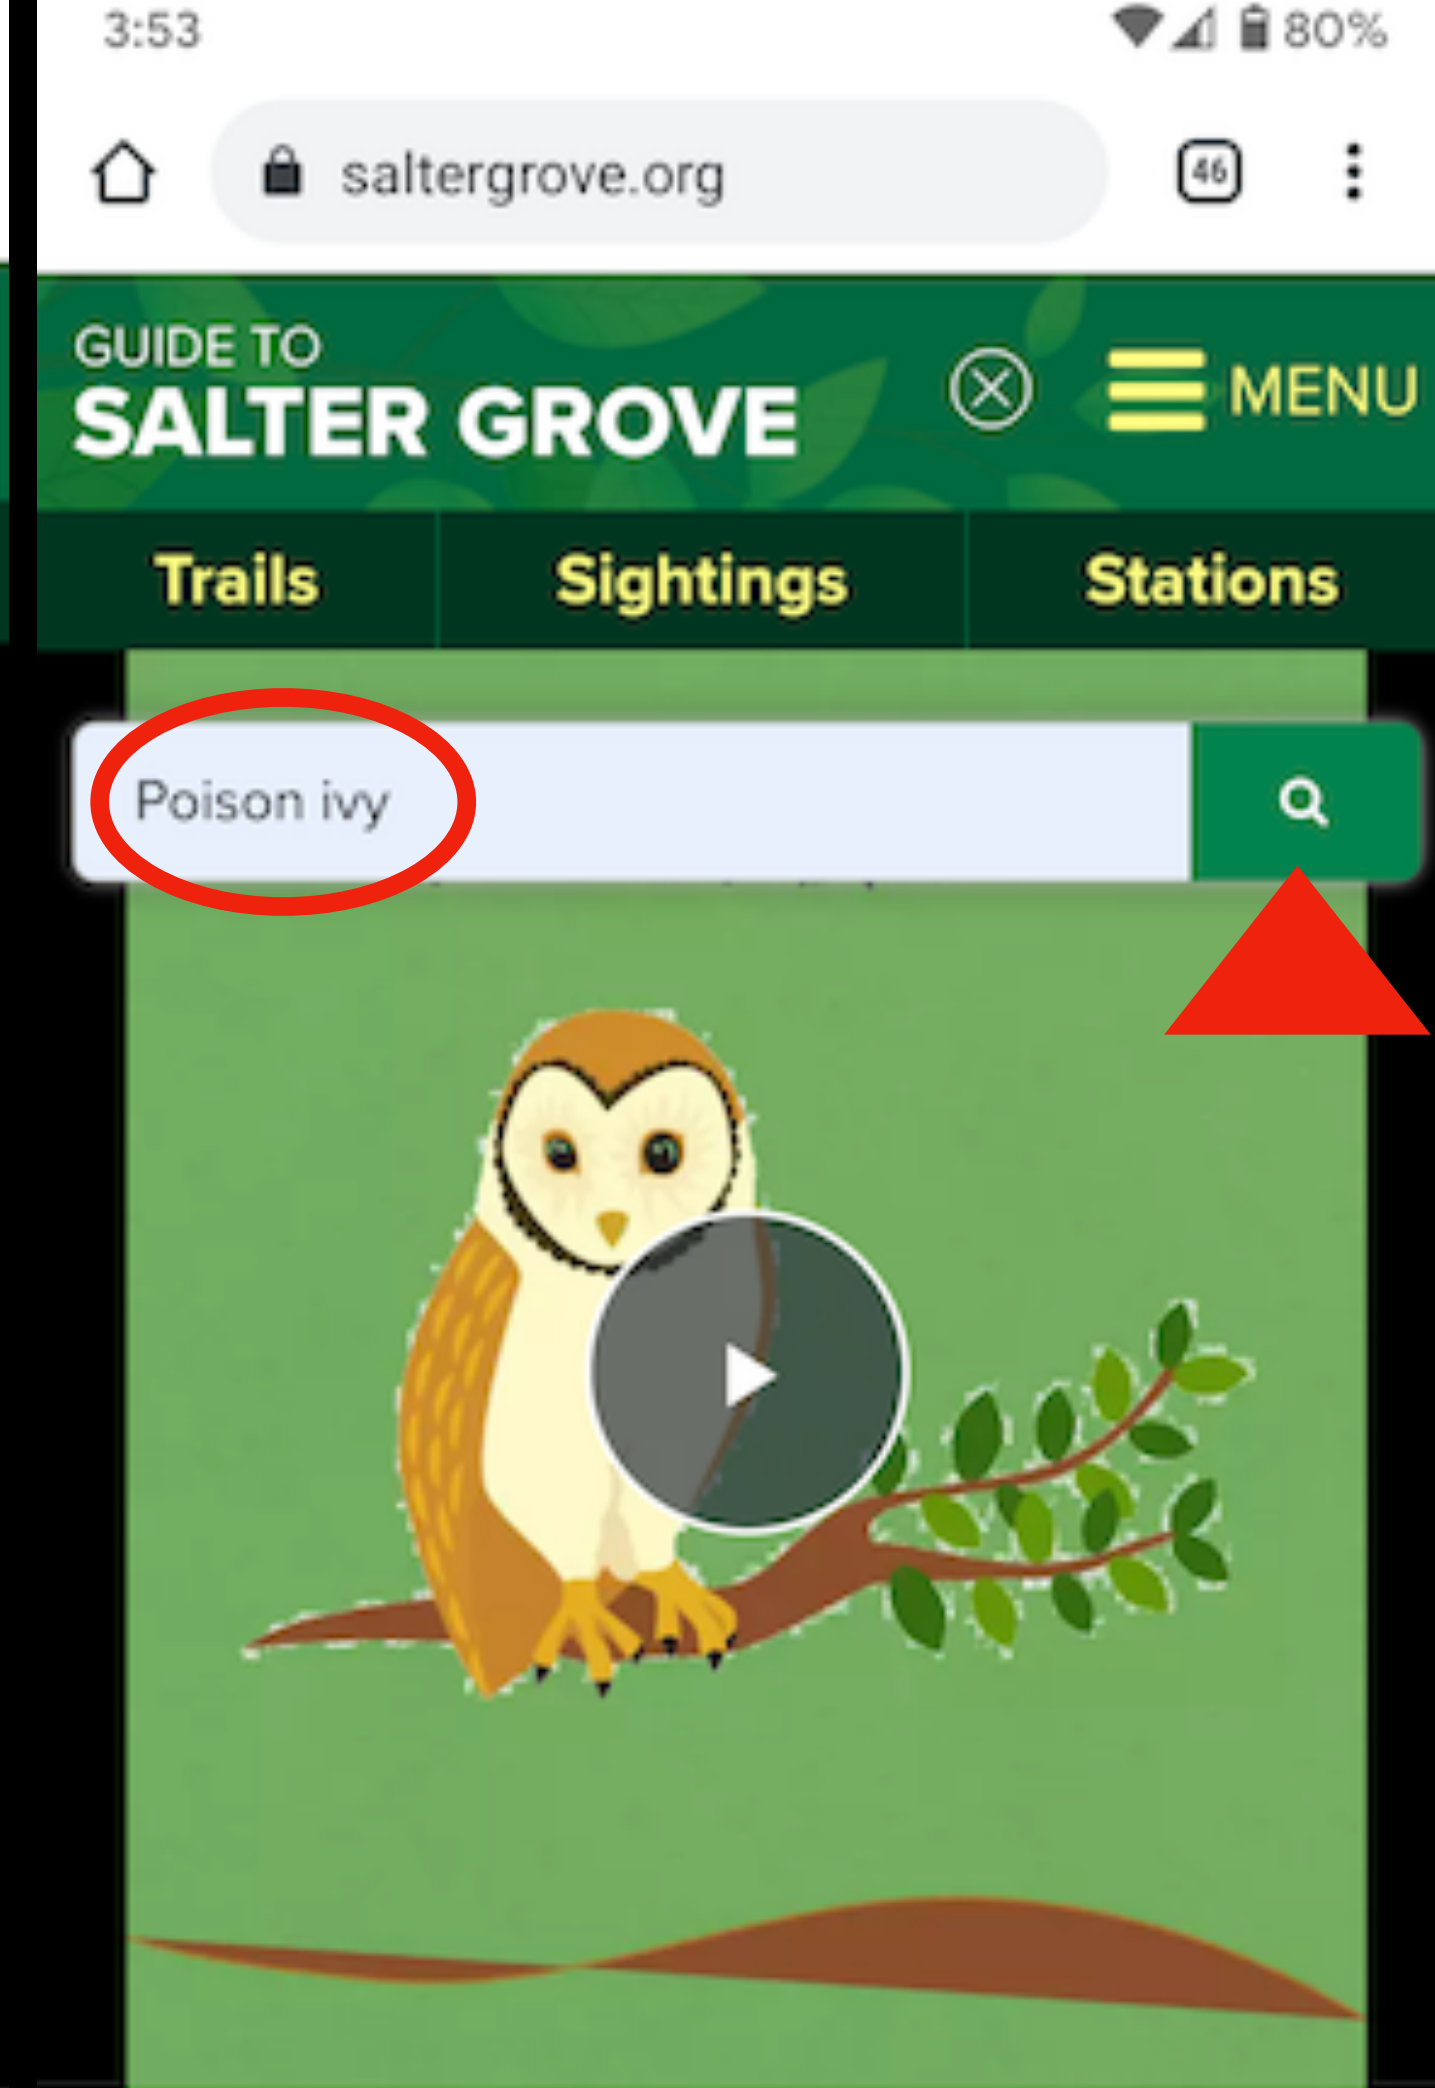 3:53
80%
saltergrove.org
46
GUIDE TO
SALTER GROVE
MENU
Trails
Sightings
Stations
Poison ivy